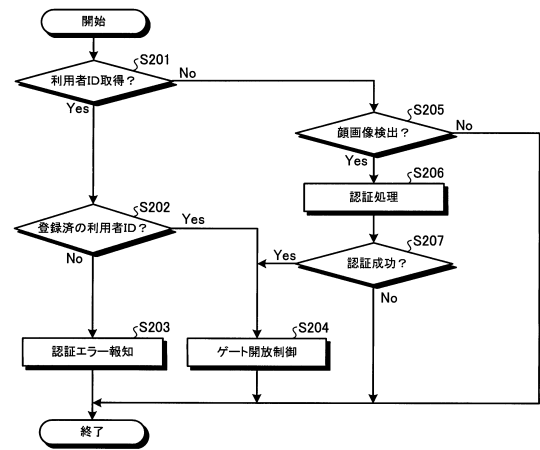 開始
S201
利用者ID取得？
No
Yes
S205
顔画像検出？
No
Yes
S206
認証処理
S202
登録済の利用者ID？
Yes
No
S207
認証成功？
Yes
No
S203
認証エラー報知
S204
ゲート開放制御
終了